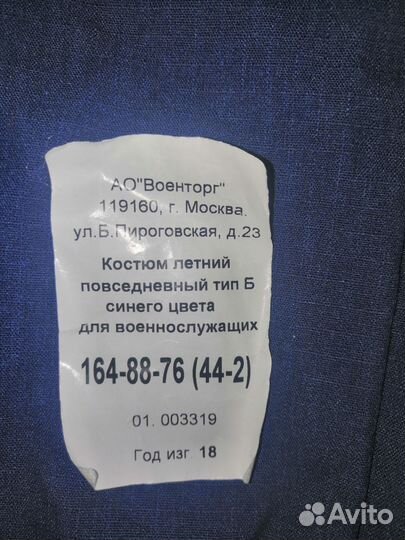 АО"Военторг"
119160, г. Москва.
ул.Б.Пироговская, д.23
Костюм летний
повседневный тип Б
синего цвета
для военнослужащих
164-88-76 (44-2)
01. 003319
Год изг 18
Avito